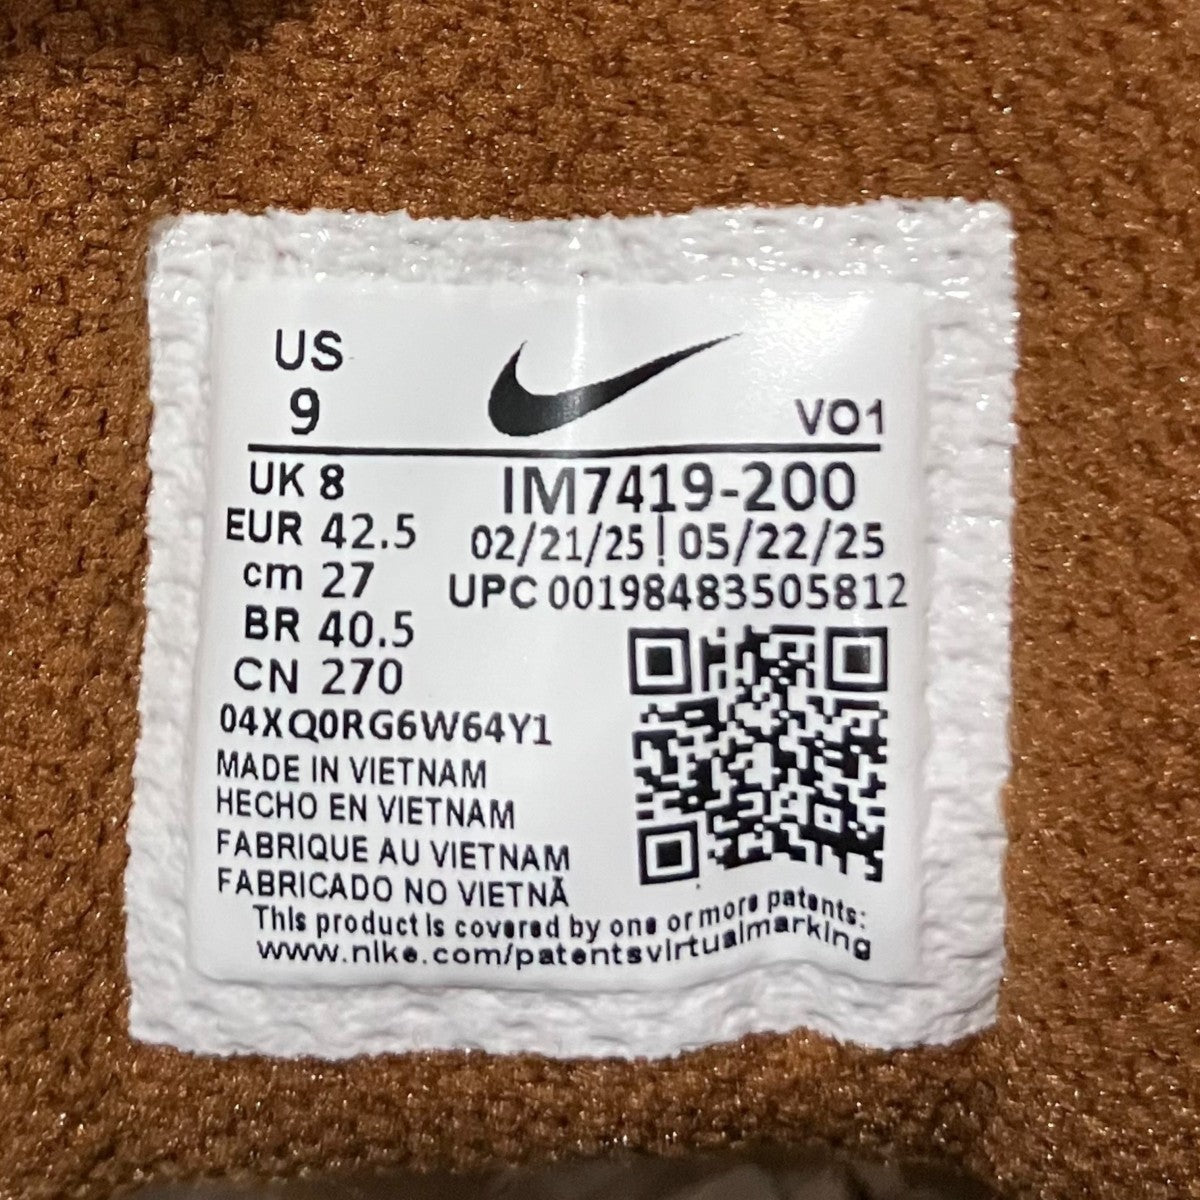 US
9
VO1
UK 8
EUR 42.5
cm 27
BR 40.5
CN 270
IM7419-200
02/21/25|05/22/25
UPC 00198483505812
04XQ0RG6W64Y1
MADE IN VIETNAM
HECHO EN VIETNAM
FABRIQUE AU VIETNAM
FABRICADO NO VIETNÃ
This product is covered by one or more patents:
www.nike.com/patentsvirtualmarking